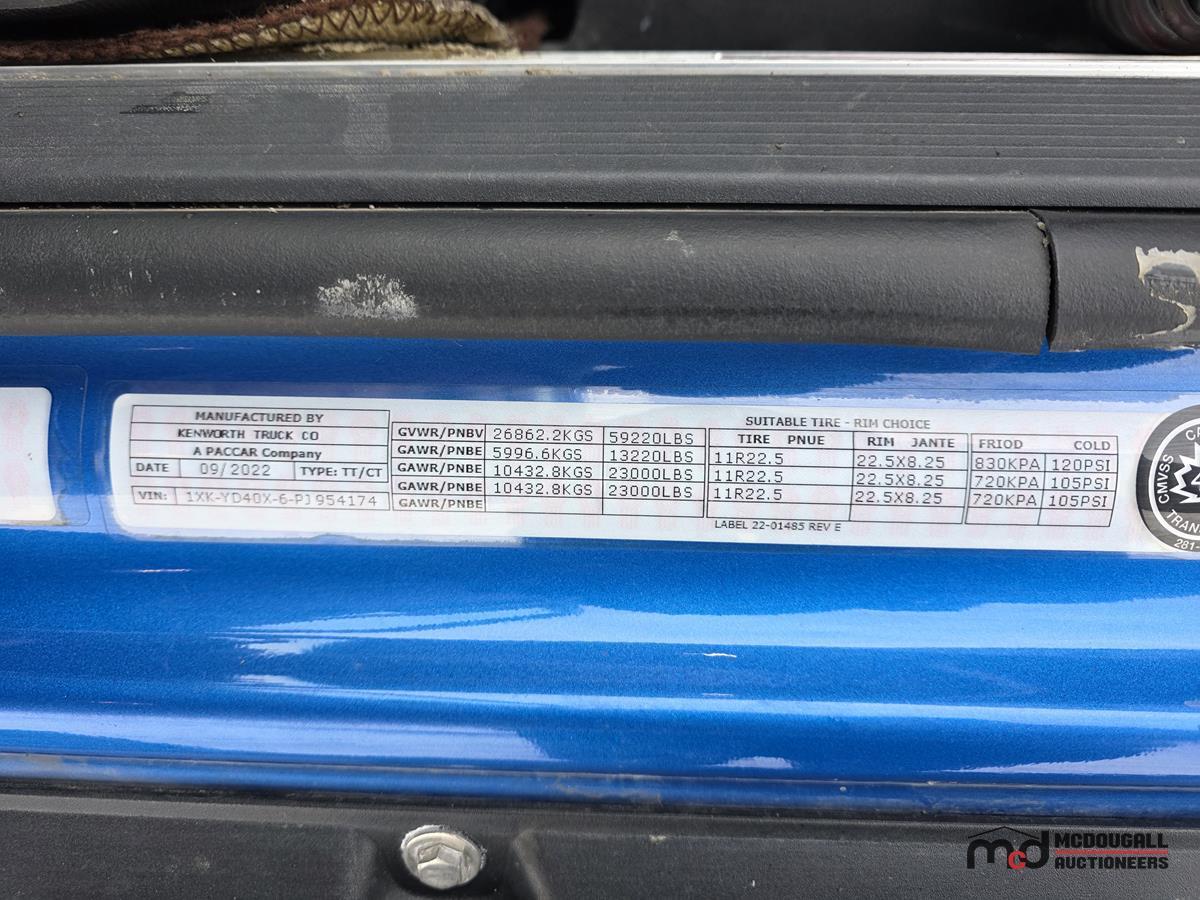 MANUFACTURED BY
KENWORTH TRUCK CO
A PACCAR Company
DATE 09/2022 TYPE: TT/CT
VIN: 1XK-YD40X-6-PJ954174
SUITABLE TIRE - RIM CHOICE
TIRE PNUE RIM JANTE FRIOD COLD
GVWR/PNBV 26862.2KGS 59220LBS
GAWR/PNBE 5996.6KGS 13220LBS 11R22.5 22.5X8.25 830KPA 120PSI
GAWR/PNBE 10432.8KGS 23000LBS 11R22.5 22.5X8.25 720KPA 105PSI
GAWR/PNBE 10432.8KGS 23000LBS 11R22.5 22.5X8.25 720KPA 105PSI
GAWR/PNBE
LABEL 22-01485 REV E
CMVSS
281-
mcd MCDOUGALL
AUCTIONEERS